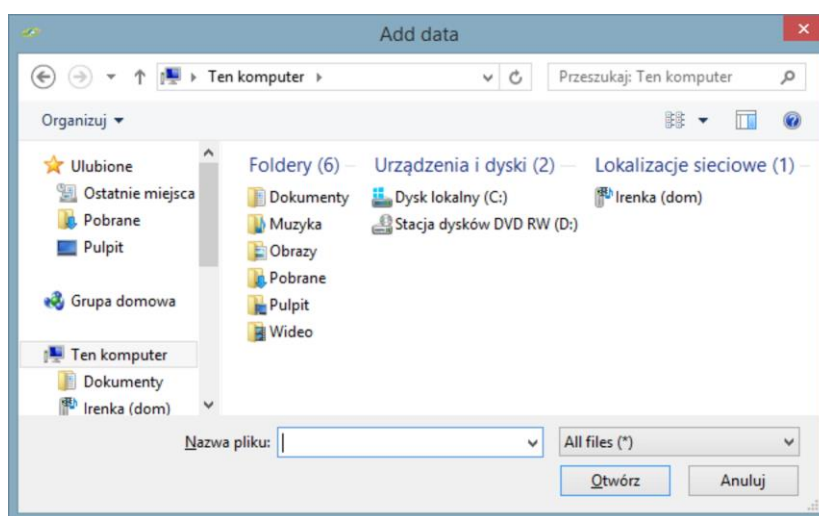 Add data
Ten komputer
Przeszukaj: Ten komputer
Organizuj
Ulubione
Ostatnie miejsca
Pobrane
Pulpit
Grupa domowa
Ten komputer
Dokumenty
Irenka (dom)
Foldery (6)
Dokumenty
Muzyka
Obrazy
Pobrane
Pulpit
Wideo
Urządzenia i dyski (2)
Dysk lokalny (C:)
Stacja dysków DVD RW (D:)
Lokalizacje sieciowe (1)
Irenka (dom)
Nazwa pliku:
All files (*)
Otwórz
Anuluj